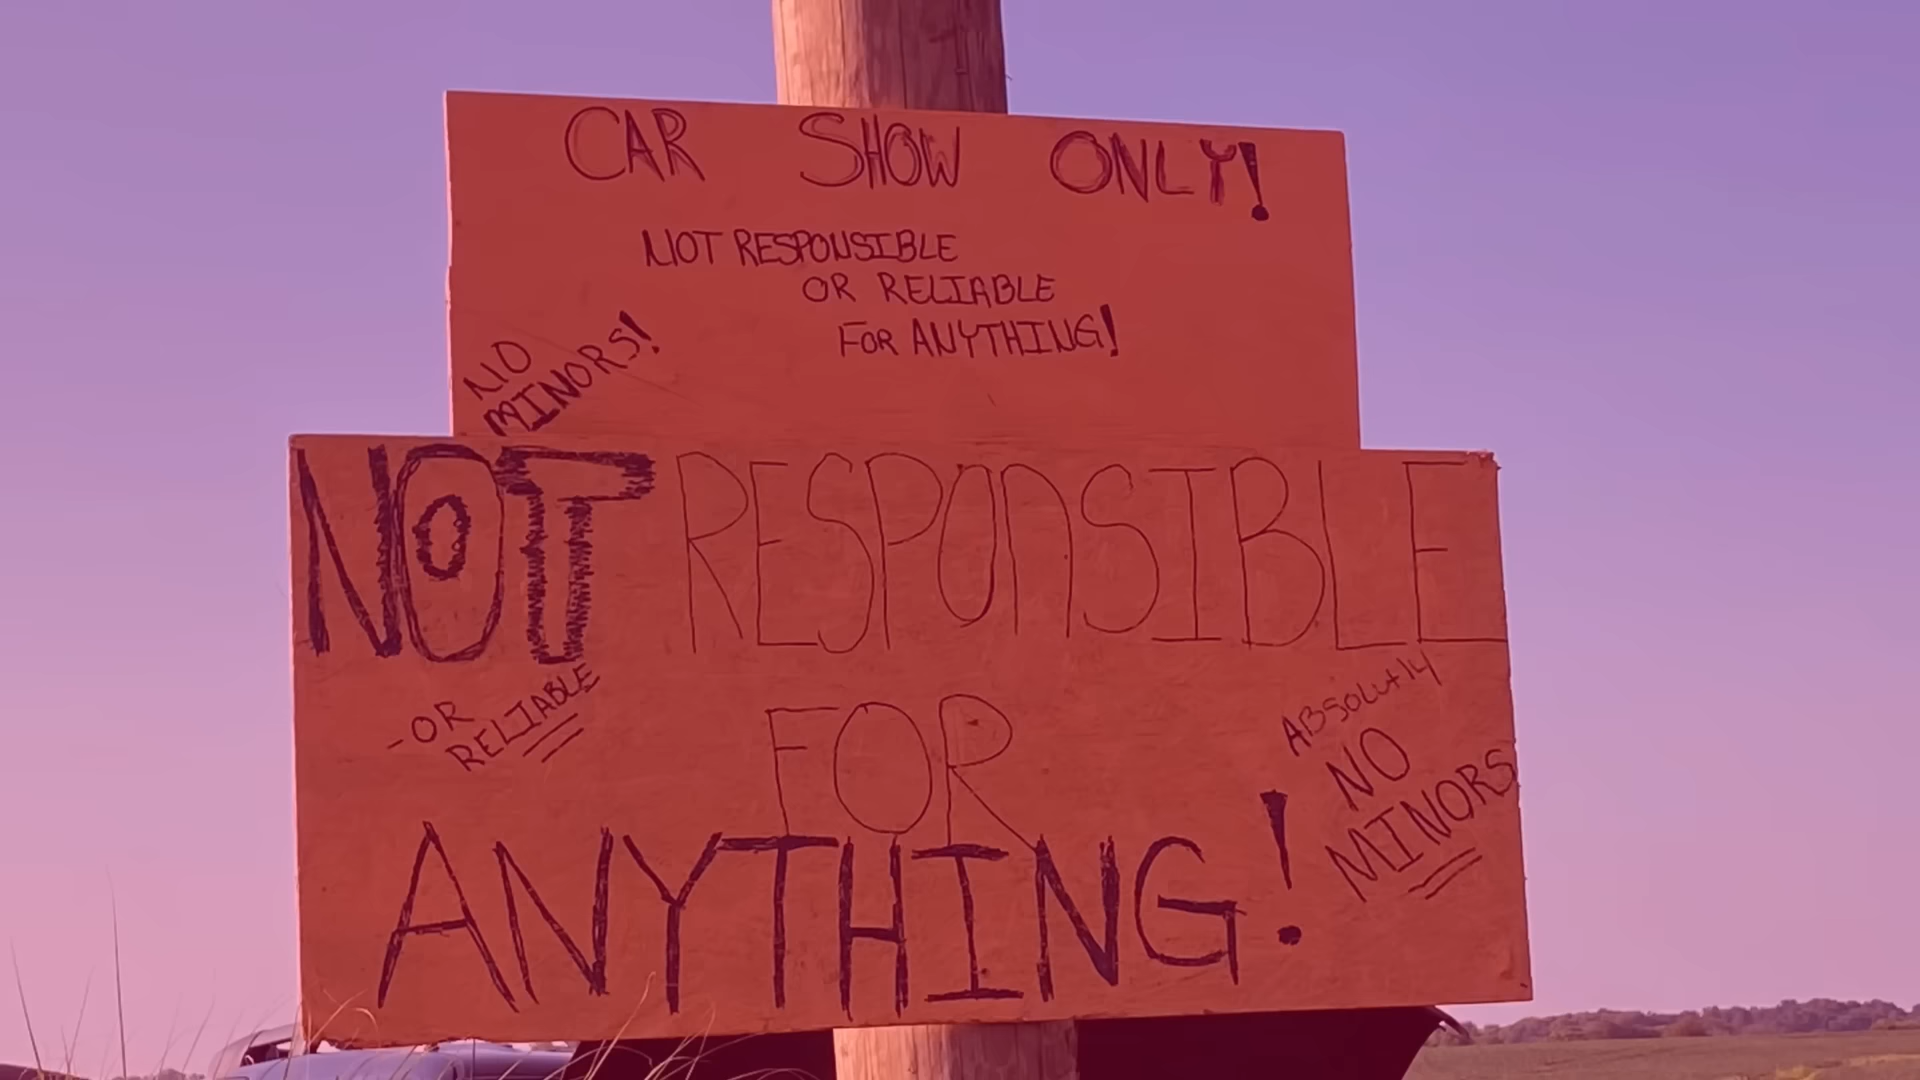 CAR SHOW ONLY!
NOT RESPONSIBLE
OR RELIABLE
FOR ANYTHING!
NO
MINORS!
NOT RESPONSIBLE
-OR
RELIABLE
FOR
ABSOLUTLY
NO
MINORS
ANYTHING!